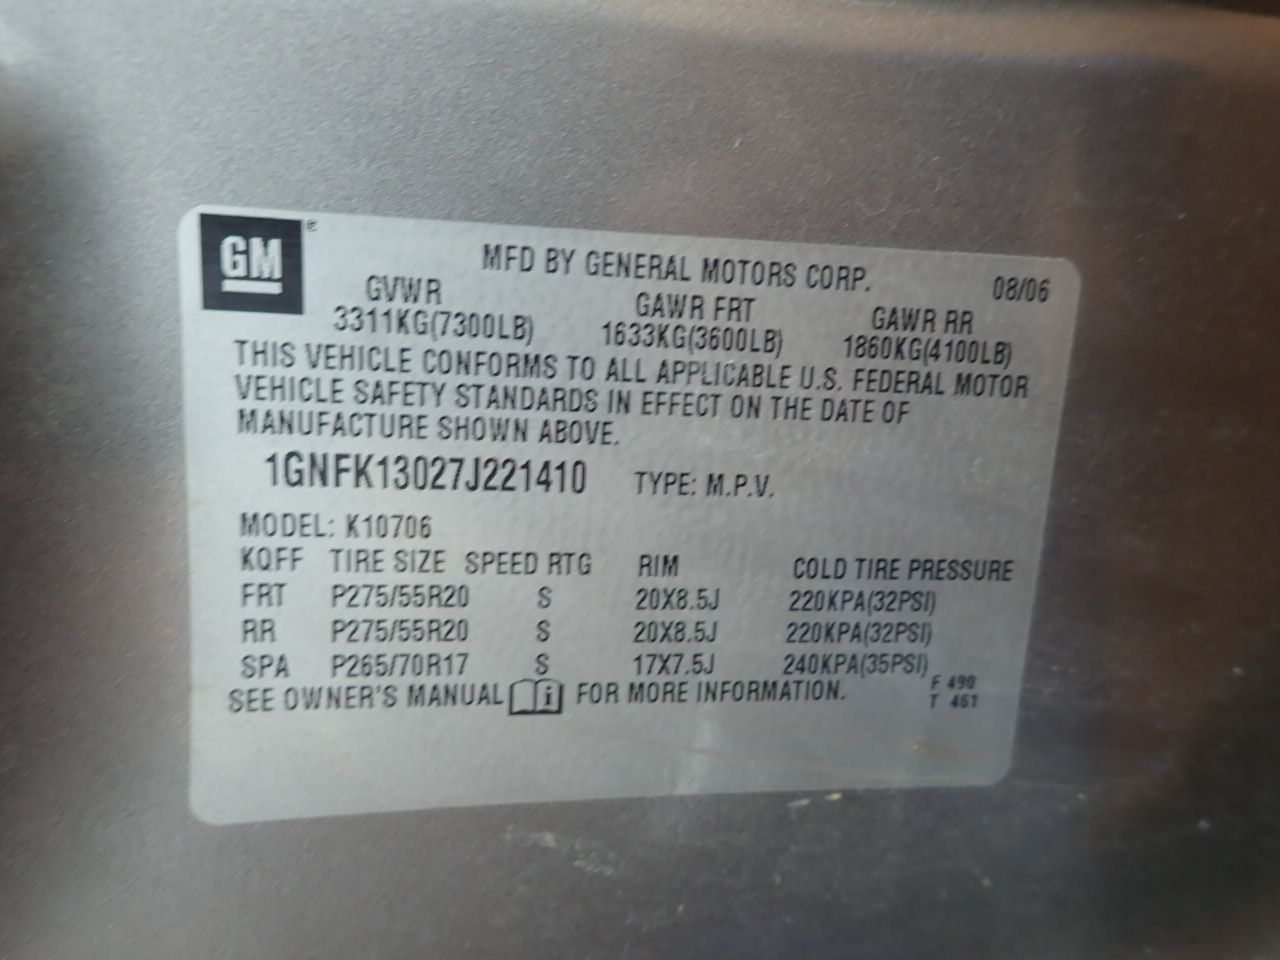 GM®
MFD BY GENERAL MOTORS CORP. 08/06
GVWR GAWR FRT GAWR RR
3311KG(7300LB) 1633KG(3600LB) 1860KG(4100LB)
THIS VEHICLE CONFORMS TO ALL APPLICABLE U.S. FEDERAL MOTOR
VEHICLE SAFETY STANDARDS IN EFFECT ON THE DATE OF
MANUFACTURE SHOWN ABOVE.
1GNFK13027J221410 TYPE: M.P.V.
MODEL: K10706
KQFF TIRE SIZE SPEED RTG RIM COLD TIRE PRESSURE
FRT P275/55R20 S 20X8.5J 220KPA(32PSI)
RR P275/55R20 S 20X8.5J 220KPA(32PSI)
SPA P265/70R17 S 17X7.5J 240KPA(35PSI)
SEE OWNER'S MANUAL i FOR MORE INFORMATION.
F 490
T 461